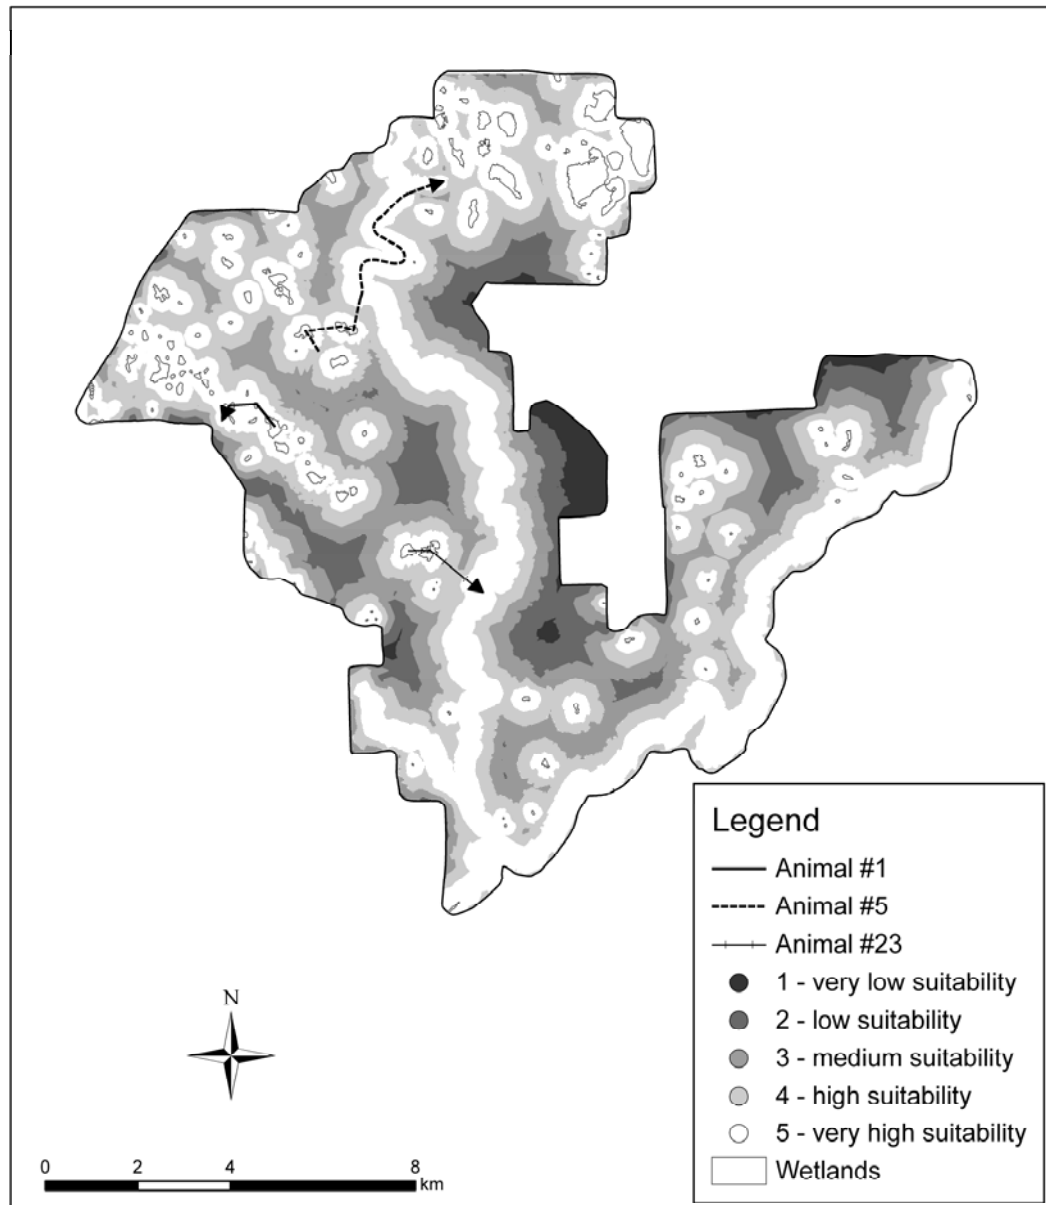 Legend
Animal #1
Animal #5
Animal #23
1 - very low suitability
2 - low suitability
3 - medium suitability
4 - high suitability
5 - very high suitability
Wetlands
N
0 2 4 8
km